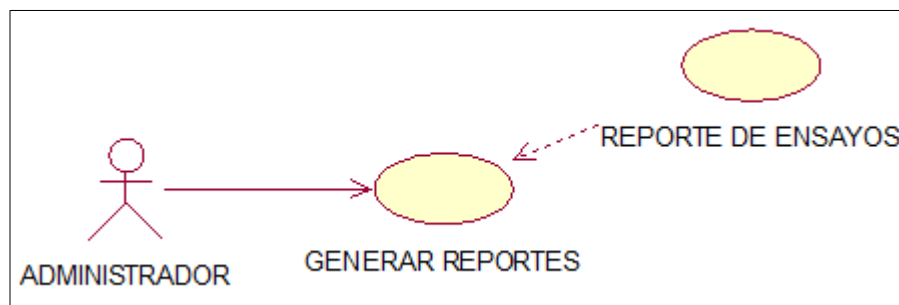 REPORTE DE ENSAYOS
GENERAR REPORTES
ADMINISTRADOR